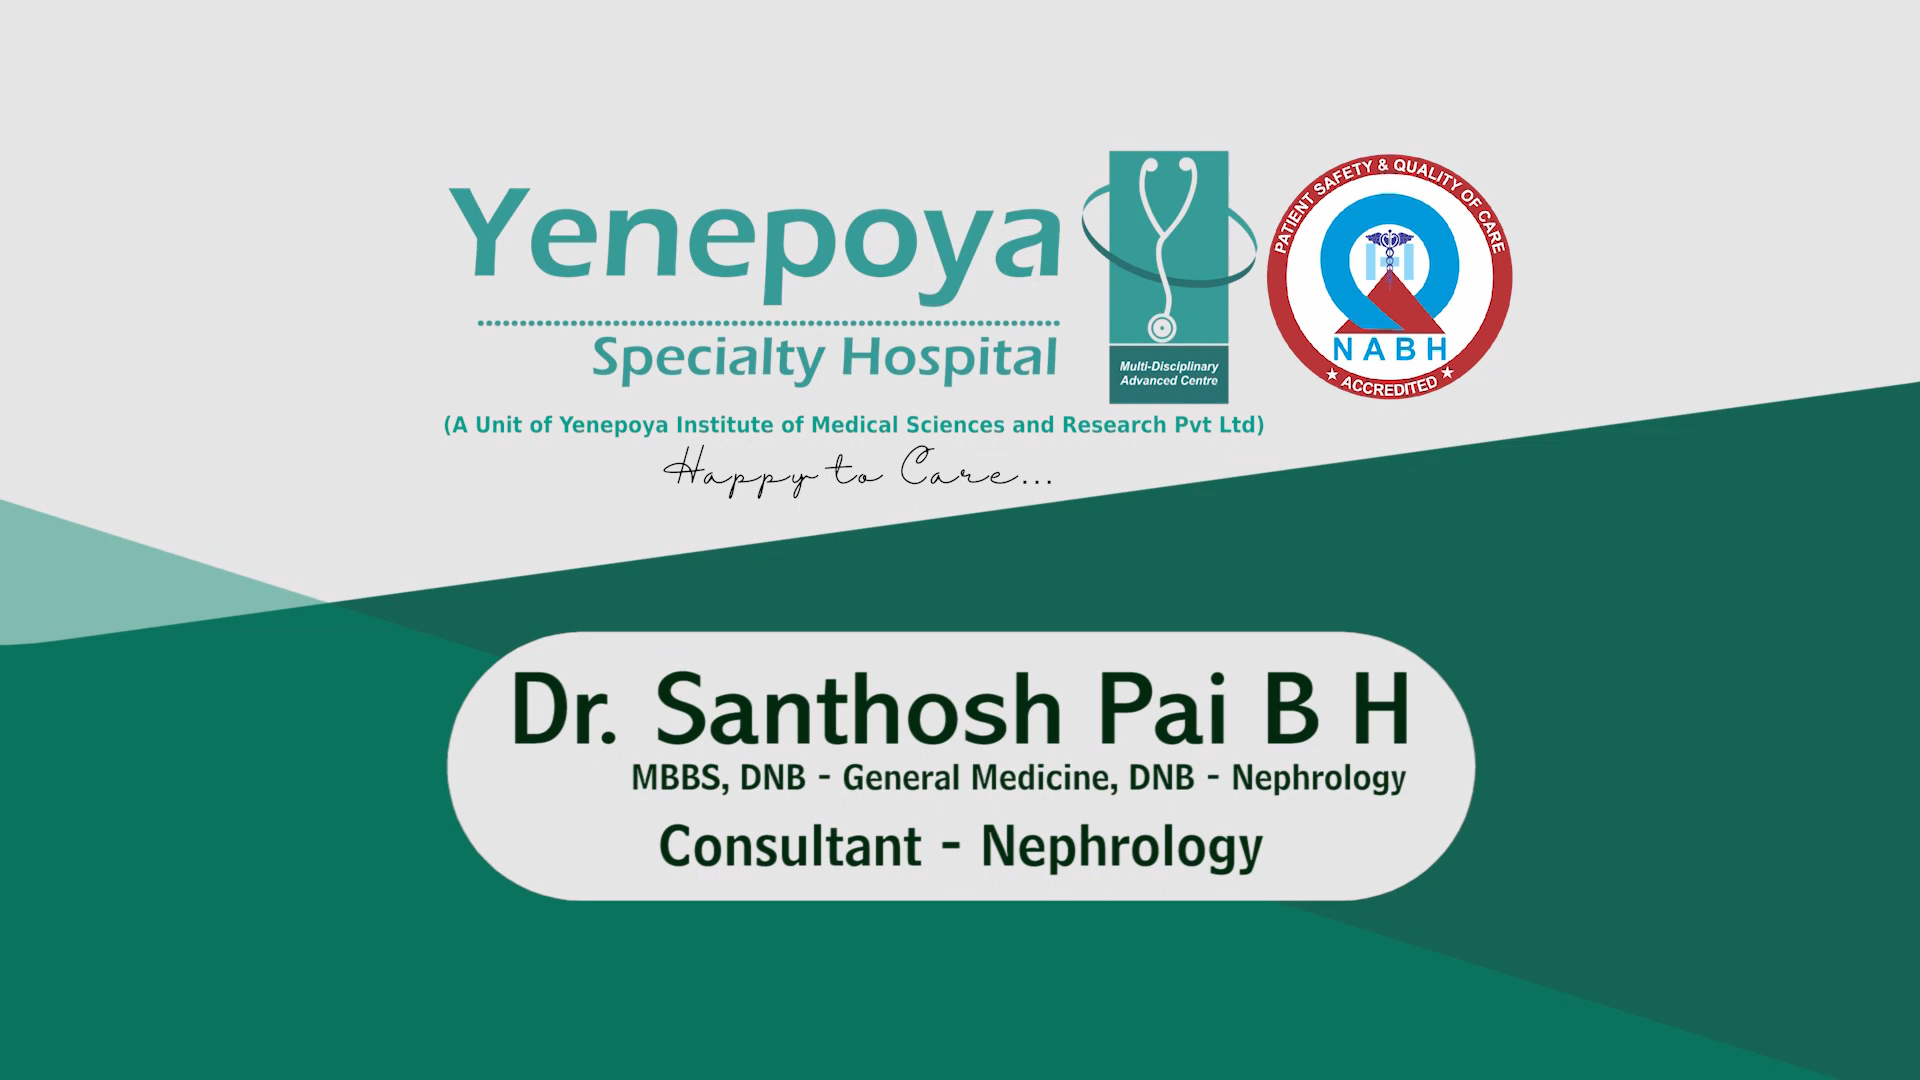 Yenepoya
Specialty Hospital
Multi-Disciplinary
Advanced Centre
PATIENT SAFETY & QUALITY OF CARE
H
NABH
★ ACCREDITED ★
(A Unit of Yenepoya Institute of Medical Sciences and Research Pvt Ltd)
Happy to Care...
Dr. Santhosh Pai B H
MBBS, DNB - General Medicine, DNB - Nephrology
Consultant - Nephrology